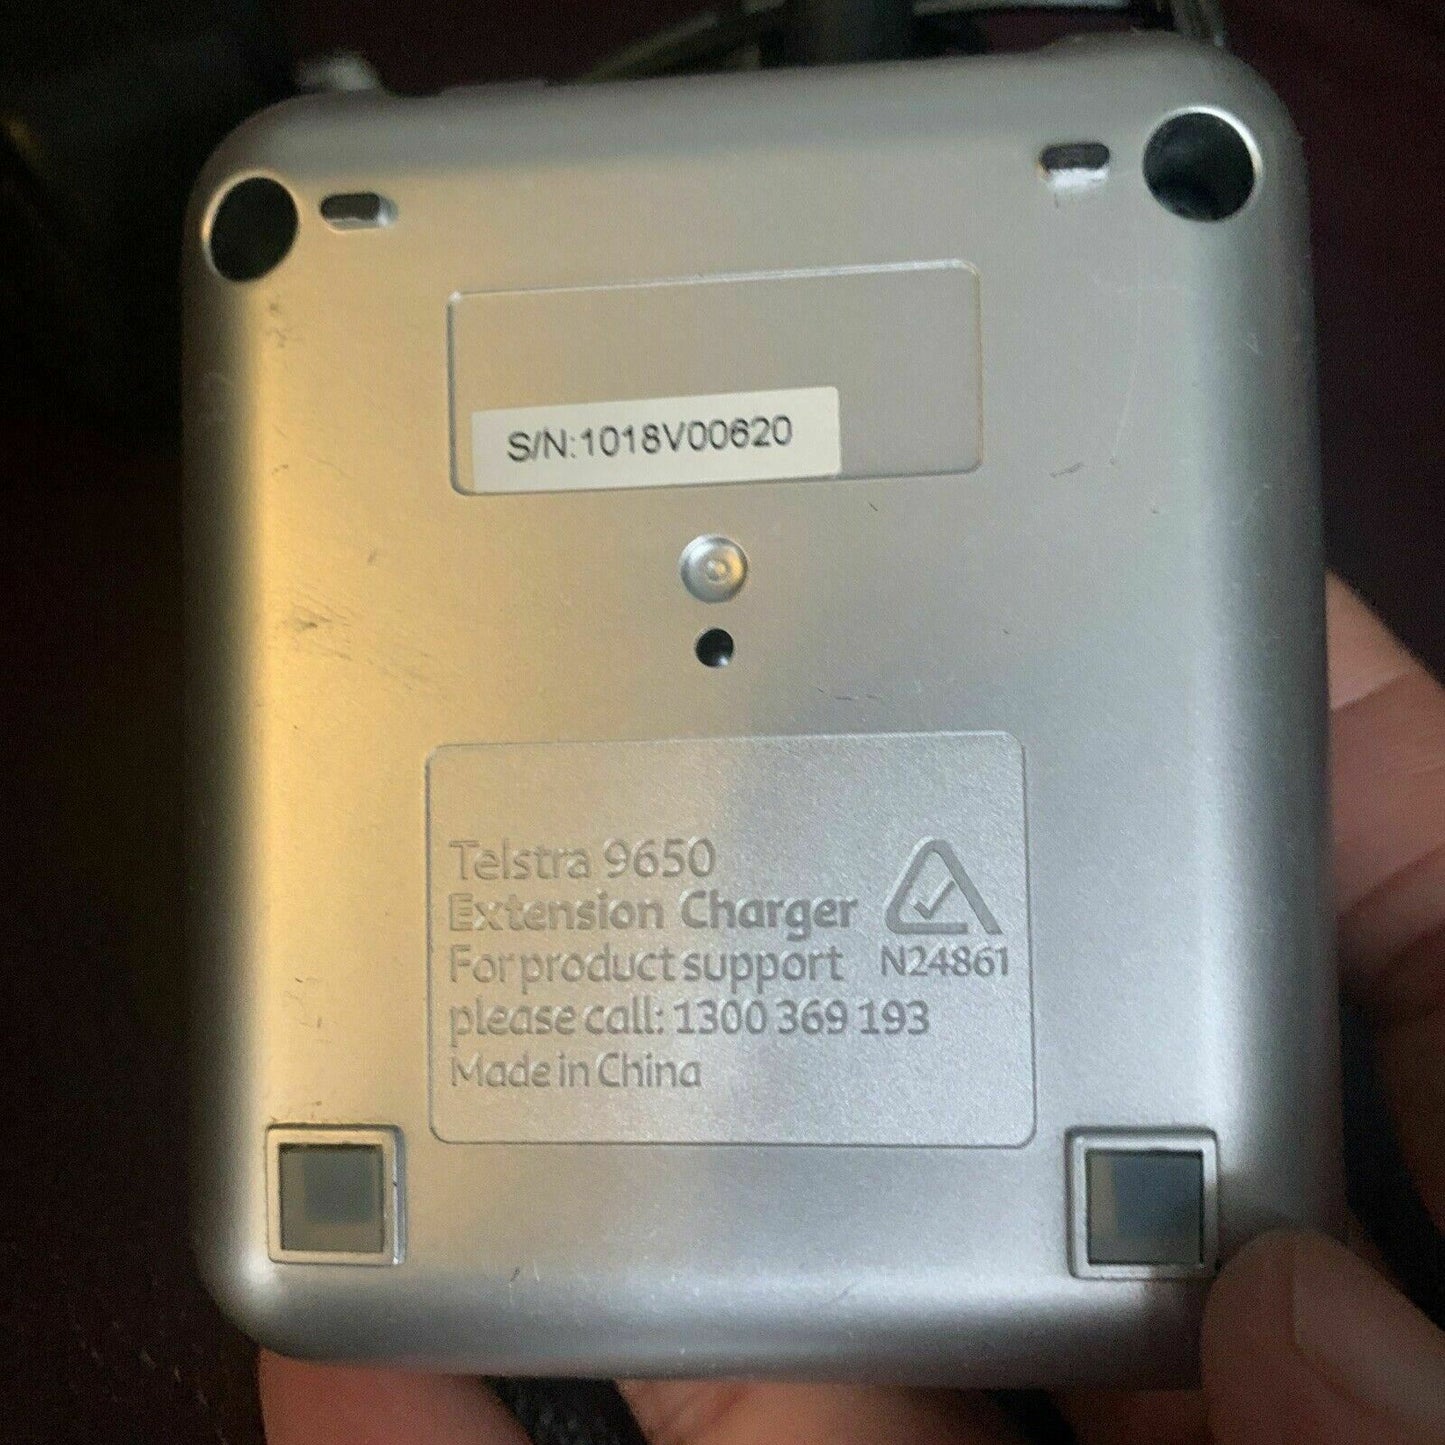 S/N:1018V00620
Telstra 9650
Extension Charger
For product support
please call: 1300 369 193
Made in China
N24861